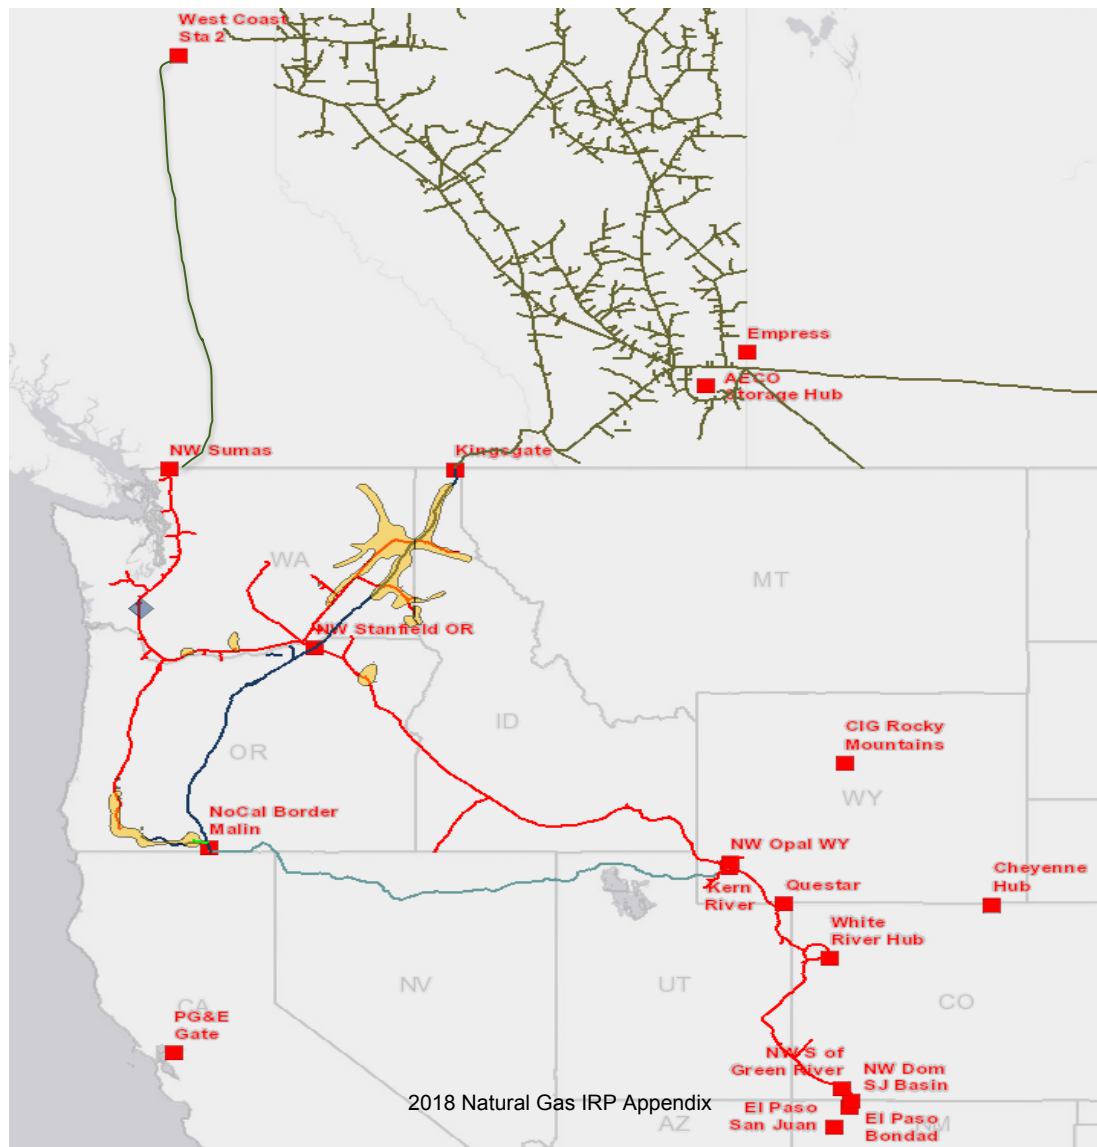 West Coast
Sta 2
Empress
AECO
Storage Hub
NW Sumas
Kingsgate
WA
MT
NW Stanfield OR
ID
CIG Rocky
Mountains
OR
WY
NoCal Border
Malin
NW Opal WY
Cheyenne
Hub
Kern
River
Questar
White
River Hub
NV
UT
CO
CA
PG&E
Gate
NW S of
Green River
NW Dom
SJ Basin
2018 Natural Gas IRP Appendix
El Paso
San Juan
El Paso
Bondad
AZ
NM